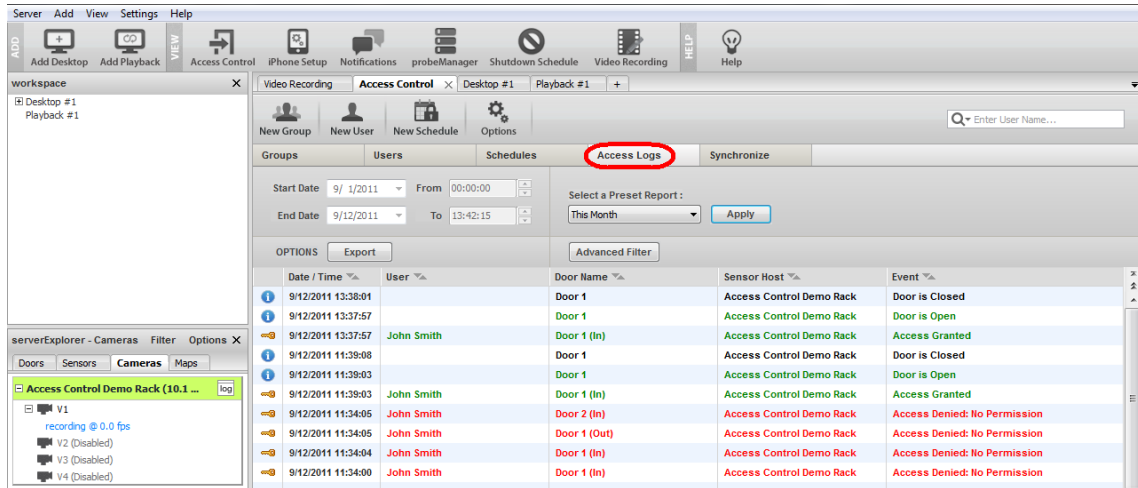 Server Add View Settings Help
ADD Add Desktop Add Playback VIEW Access Control iPhone Setup Notifications probeManager Shutdown Schedule Video Recording HELP Help
workspace X
Desktop #1
Playback #1
Video Recording Access Control X Desktop #1 Playback #1 +
New Group New User New Schedule Options Enter User Name...
Groups Users Schedules Access Logs Synchronize
Start Date 9/ 1/2011 From 00:00:00
End Date 9/12/2011 To 13:42:15
Select a Preset Report :
This Month Apply
OPTIONS Export Advanced Filter
Date / Time User Door Name Sensor Host Event
9/12/2011 13:38:01 Door 1 Access Control Demo Rack Door is Closed
9/12/2011 13:37:57 Door 1 Access Control Demo Rack Door is Open
9/12/2011 13:37:57 John Smith Door 1 (In) Access Control Demo Rack Access Granted
9/12/2011 11:39:08 Door 1 Access Control Demo Rack Door is Closed
9/12/2011 11:39:03 Door 1 Access Control Demo Rack Door is Open
9/12/2011 11:39:03 John Smith Door 1 (In) Access Control Demo Rack Access Granted
9/12/2011 11:34:05 John Smith Door 2 (In) Access Control Demo Rack Access Denied: No Permission
9/12/2011 11:34:05 John Smith Door 1 (Out) Access Control Demo Rack Access Denied: No Permission
9/12/2011 11:34:04 John Smith Door 1 (In) Access Control Demo Rack Access Denied: No Permission
9/12/2011 11:34:00 John Smith Door 1 (In) Access Control Demo Rack Access Denied: No Permission
serverExplorer - Cameras Filter Options X
Doors Sensors Cameras Maps
Access Control Demo Rack (10.1 ... log
V1
recording @ 0.0 fps
V2 (Disabled)
V3 (Disabled)
V4 (Disabled)